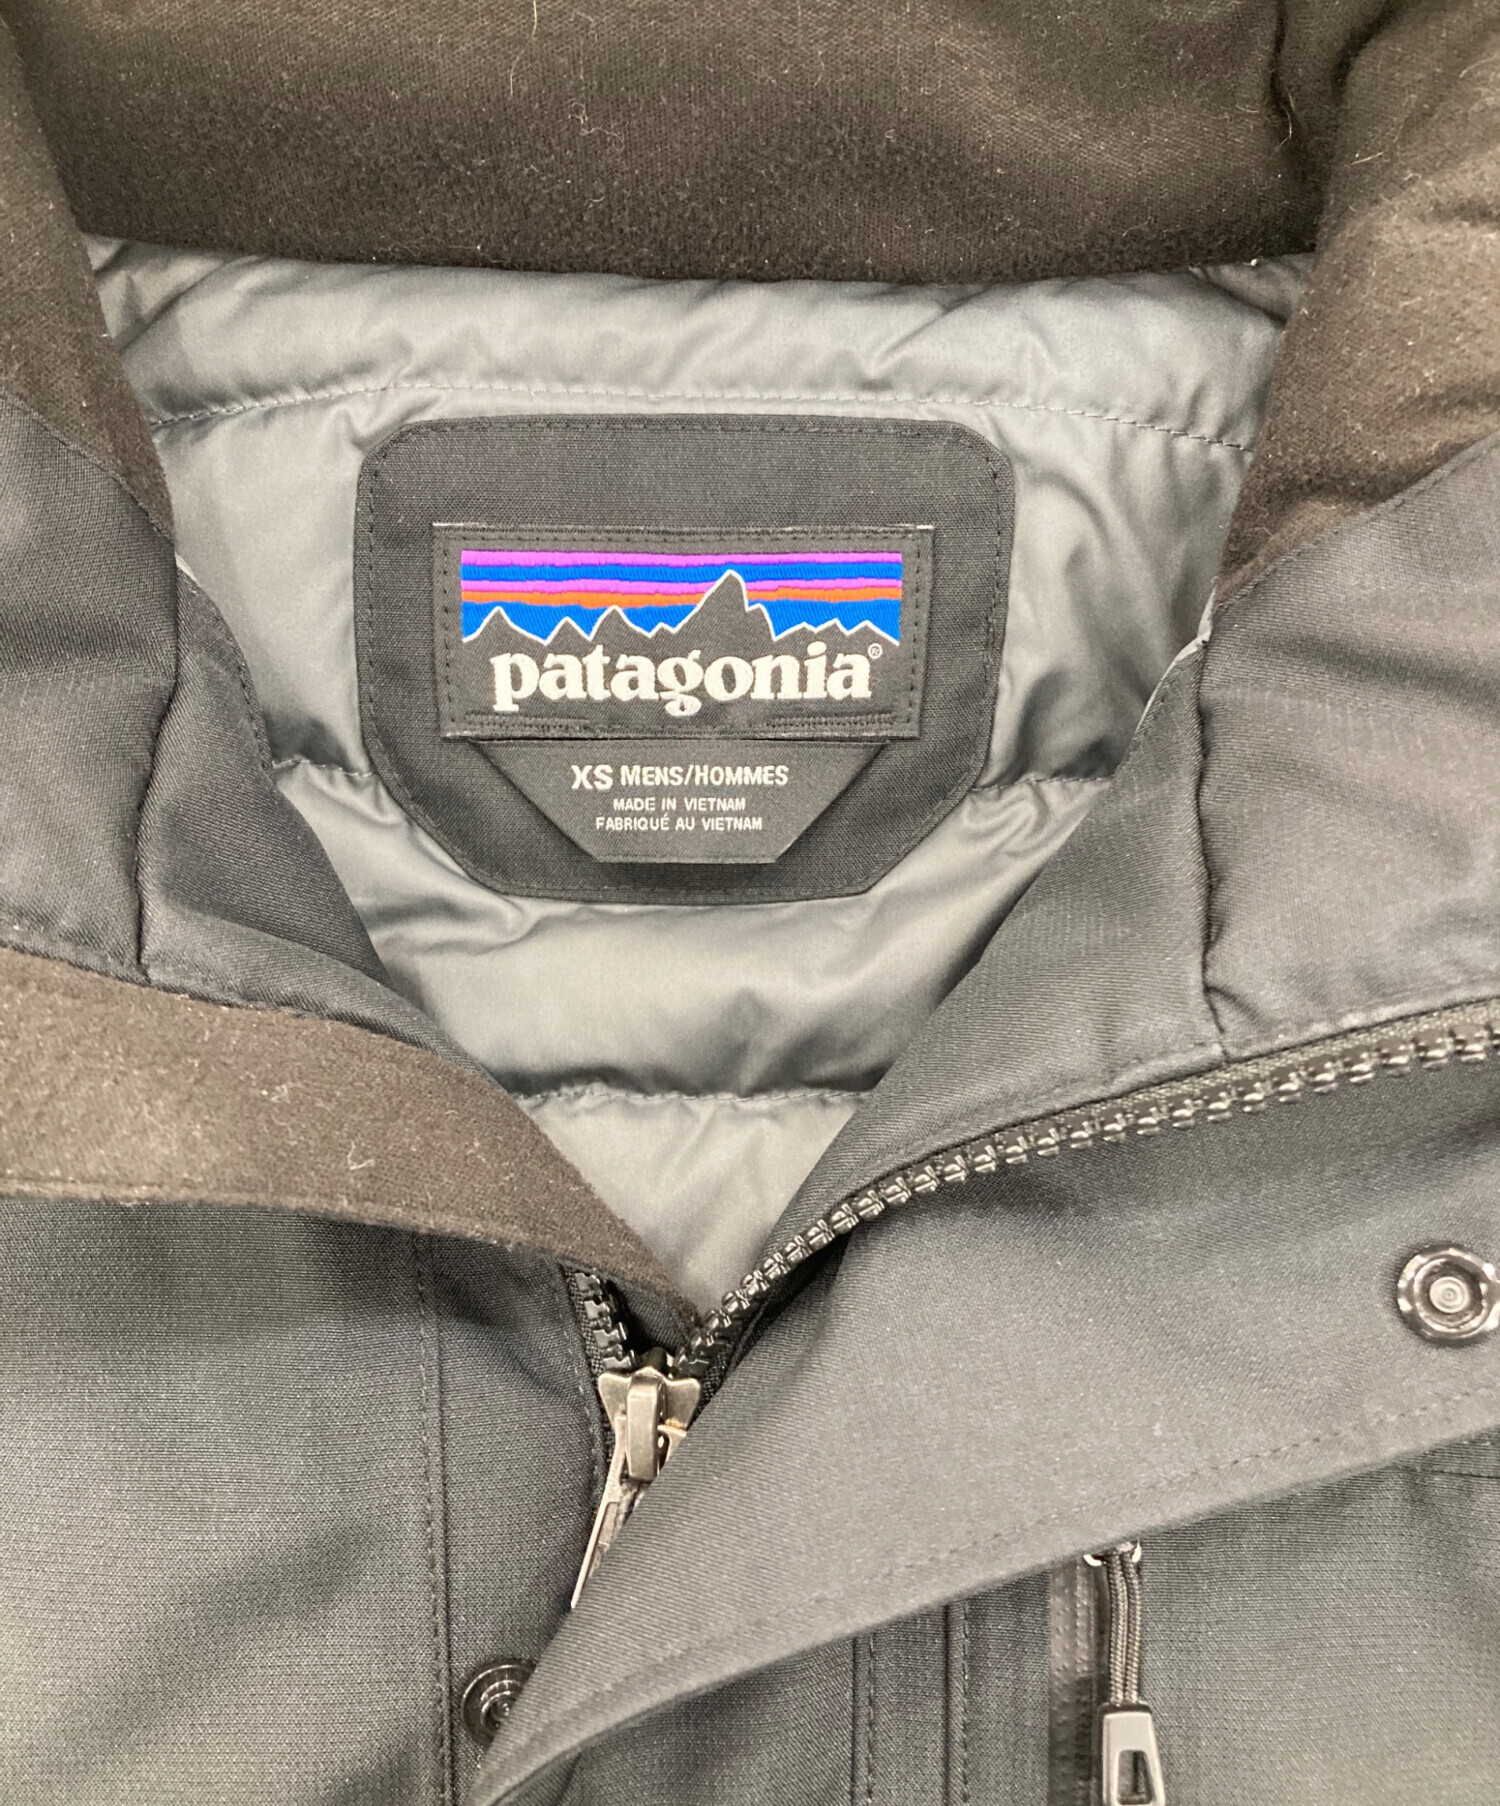 patagonia®
XS MENS/HOMMES
MADE IN VIETNAM
FABRIQUÉ AU VIETNAM